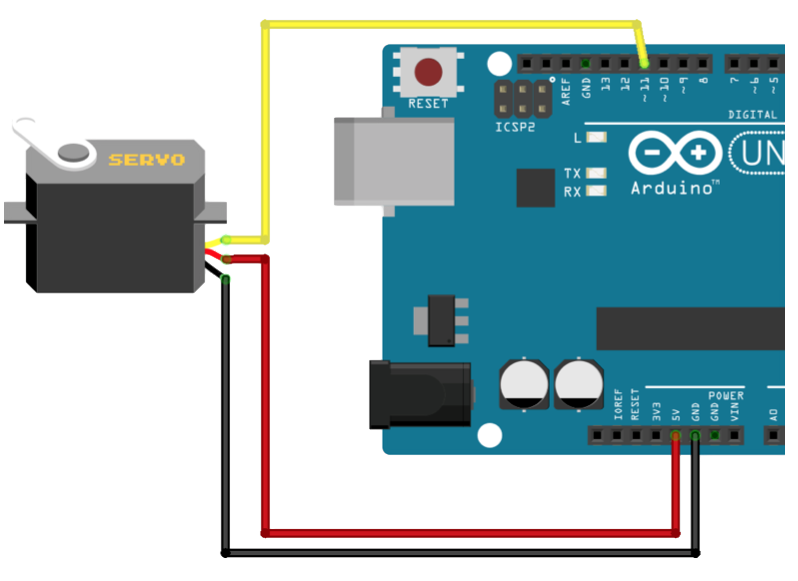 RESET
ICSP2
AREF
GND
13
12
~11
~10
~9
8
7
~6
~5
DIGITAL
L
TX
RX
UN
Arduino™
SERVO
POWER
IOREF
RESET
3V3
5V
GND
GND
VIN
A0